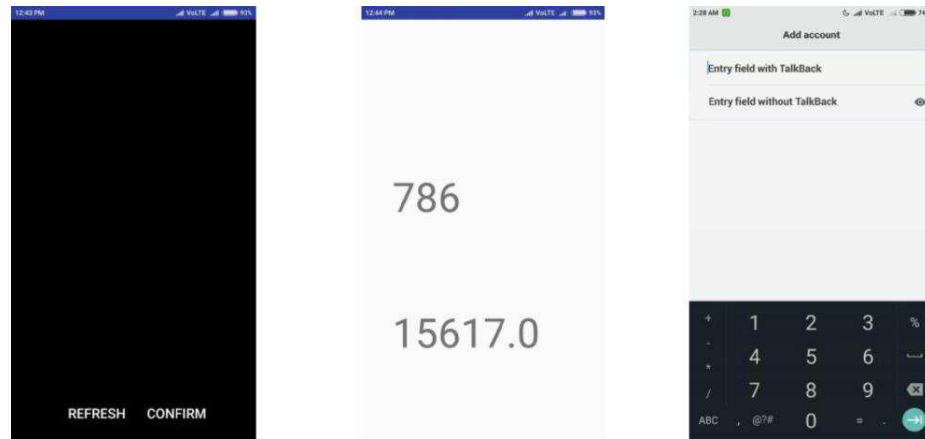 12:43 PM VoLTE 93%
REFRESH CONFIRM
12:44 PM VoLTE 93%
786
15617.0
2:28 AM VoLTE
Add account
Entry field with TalkBack
Entry field without TalkBack
+ 1 2 3 %
- 4 5 6
*
/ 7 8 9
ABC , @?# 0 = .